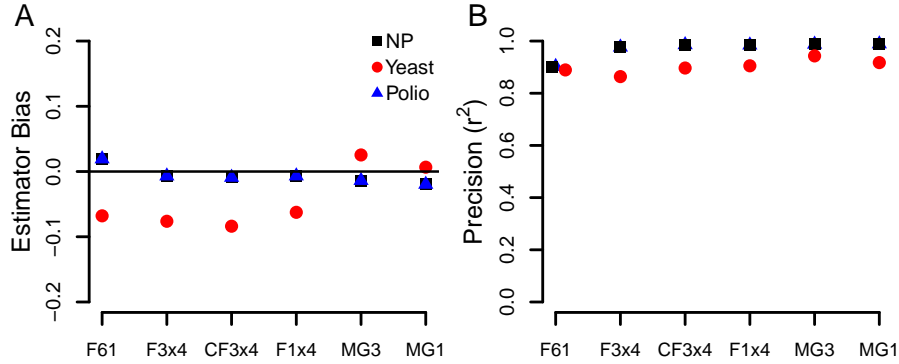 A
Estimator Bias
0.2
0.1
0.0
−0.1
−0.2
NP
Yeast
Polio
F61 F3x4 CF3x4 F1x4 MG3 MG1
B
Precision (r²)
1.0
0.8
0.6
0.4
0.2
0.0
F61 F3x4 CF3x4 F1x4 MG3 MG1